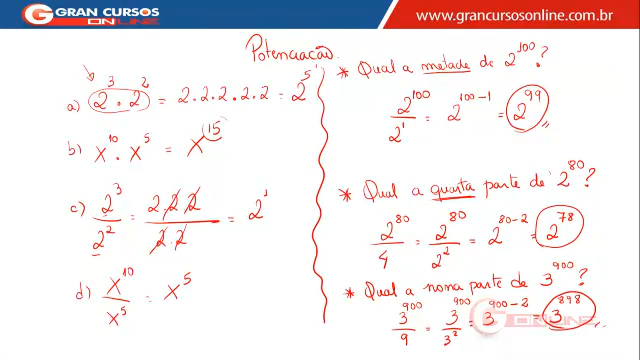 GRAN CURSOS
ONLINE
www.grancursosonline.com.br
Potenciação
a) 2³ . 2² = 2.2.2.2.2 = 2⁵
b) x¹⁰ . x⁵ = x¹⁵
c) 2³/2² = 2.2.2/2.2 = 2¹
d) x¹⁰/x⁵ = x⁵
* Qual a metade de 2¹⁰⁰?
2¹⁰⁰/2¹ = 2¹⁰⁰⁻¹ = 2⁹⁹
* Qual a quarta parte de 2⁸⁰?
2⁸⁰/4 = 2⁸⁰/2² = 2⁸⁰⁻² = 2⁷⁸
* Qual a nona parte de 3⁹⁰⁰?
3⁹⁰⁰/9 = 3⁹⁰⁰/3² = 3⁹⁰⁰⁻² = 3⁸⁹⁸
GRAN CURSOS
ONLINE